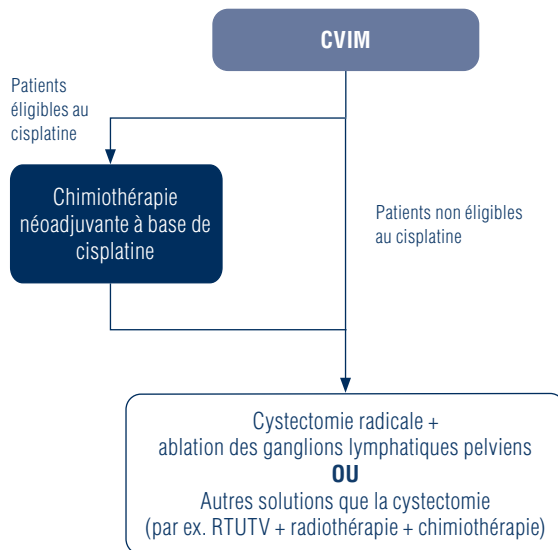 CVIM
Patients
éligibles au
cisplatine
Chimiothérapie
néoadjuvante à base de
cisplatine
Patients non éligibles
au cisplatine
Cystectomie radicale +
ablation des ganglions lymphatiques pelviens
OU
Autres solutions que la cystectomie
(par ex. RTUTV + radiothérapie + chimiothérapie)